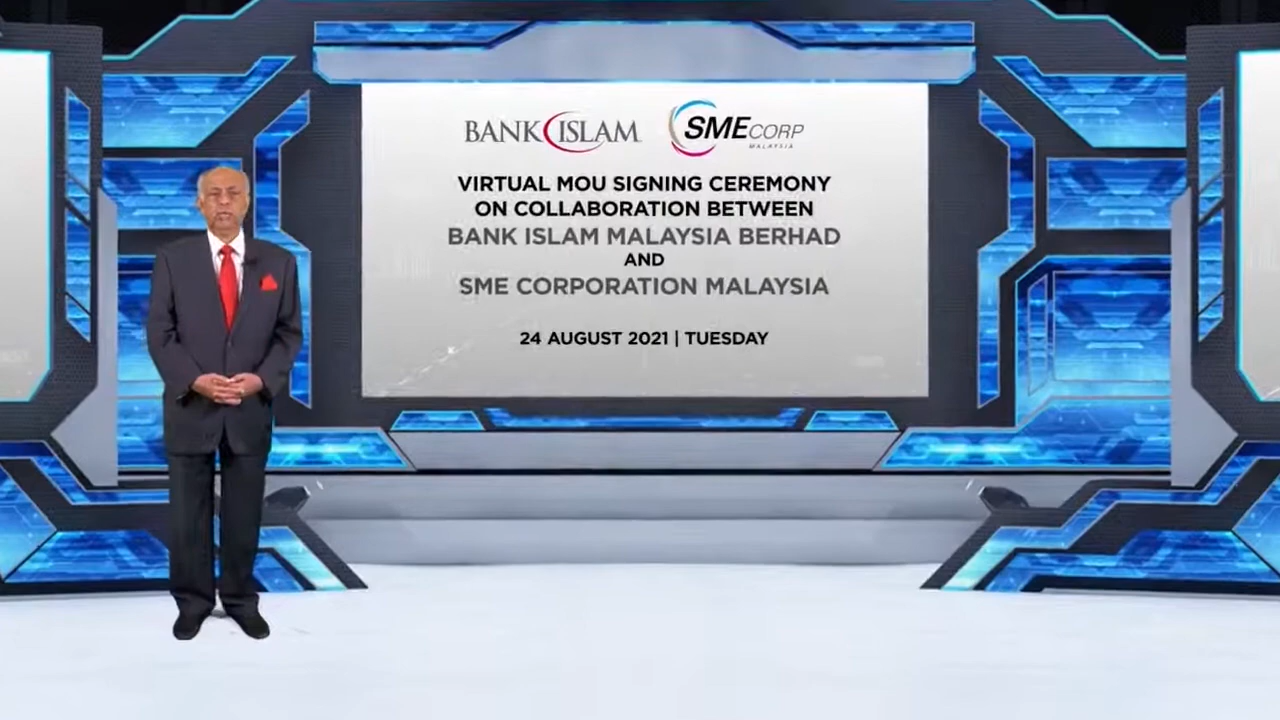 BANK ISLAM
SME CORP
MALAYSIA
VIRTUAL MOU SIGNING CEREMONY
ON COLLABORATION BETWEEN
BANK ISLAM MALAYSIA BERHAD
AND
SME CORPORATION MALAYSIA
24 AUGUST 2021 | TUESDAY